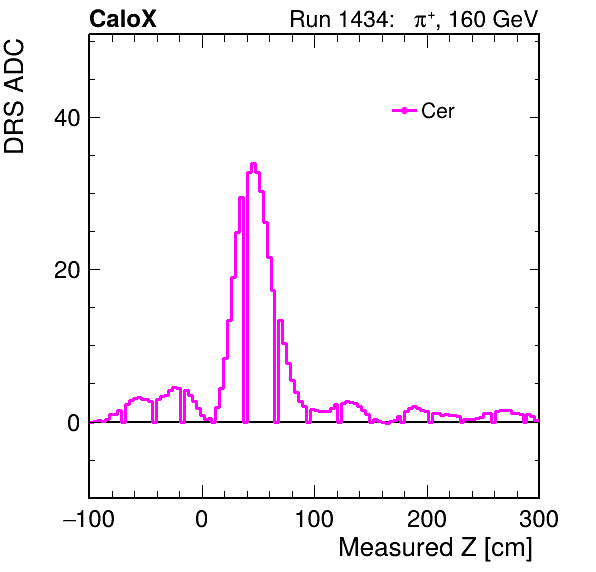 CaloX Run 1434: π⁺, 160 GeV
DRS ADC
Cer
40
20
0
−100 0 100 200 300
Measured Z [cm]